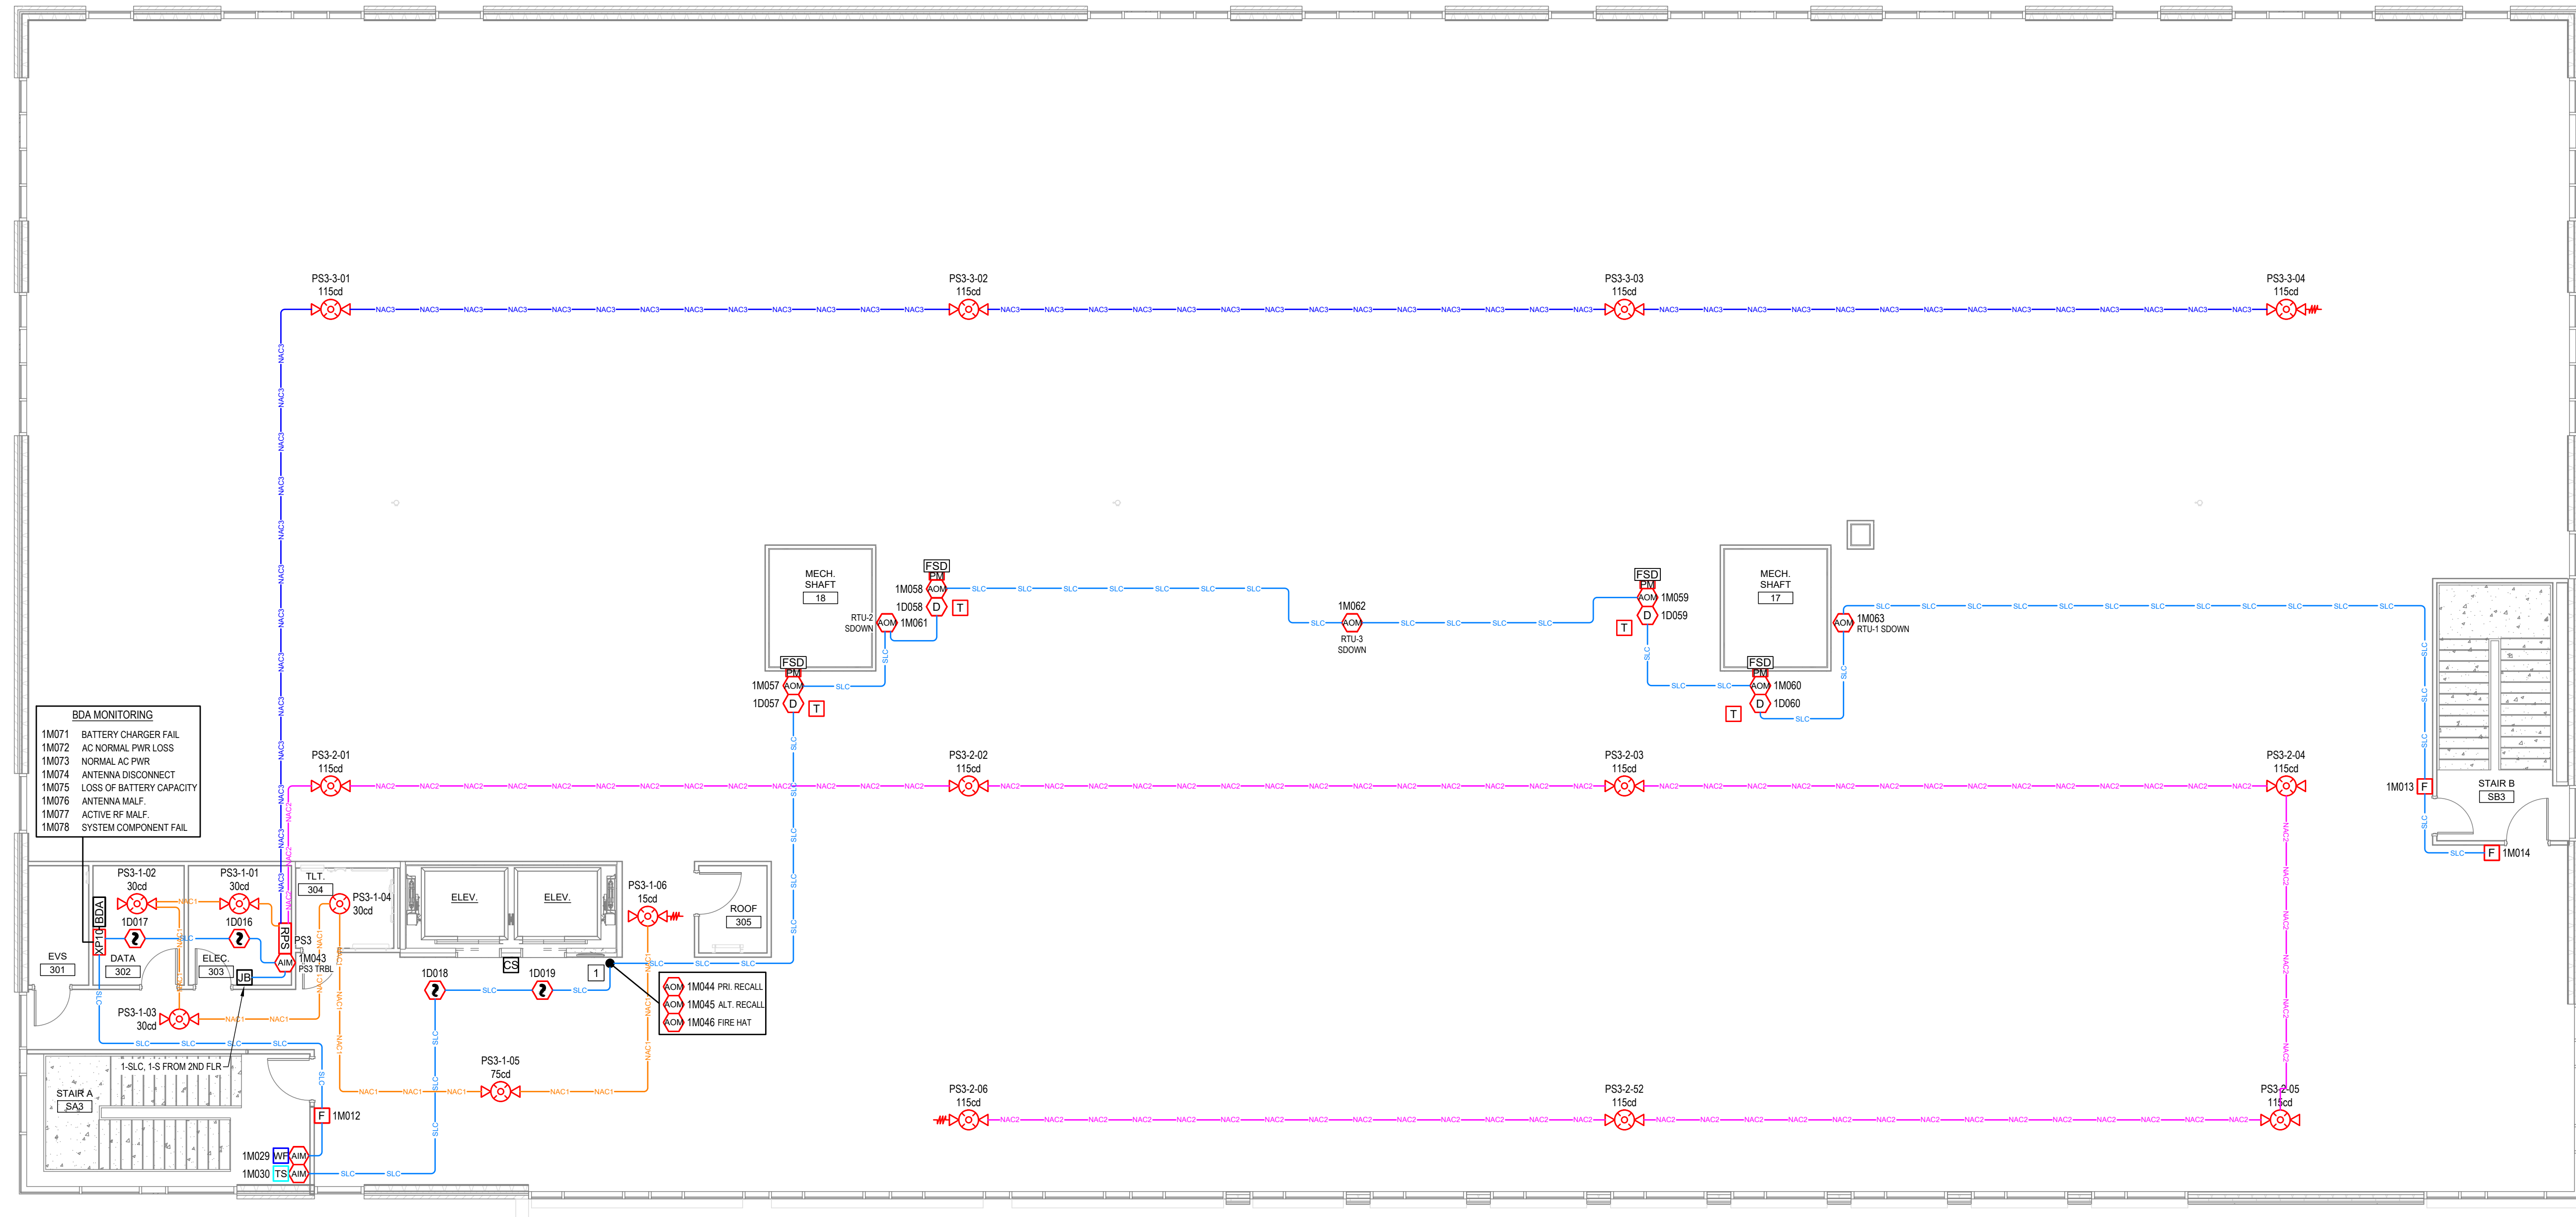 PS3-3-01
115cd
PS3-3-02
115cd
PS3-3-03
115cd
PS3-3-04
115cd
NAC3
MECH.
SHAFT
18
FSD
PM
1M058
AOM
1D058
D
T
RTU-2
SDOWN
AOM
1M061
FSD
PM
1M057
AOM
1D057
D
T
SLC
1M062
AOM
RTU-3
SDOWN
FSD
PM
AOM
1M059
D
1D059
T
MECH.
SHAFT
17
AOM
1M063
RTU-1 SDOWN
FSD
PM
AOM
1M060
D
1D060
T
BDA MONITORING
1M071 BATTERY CHARGER FAIL
1M072 AC NORMAL PWR LOSS
1M073 NORMAL AC PWR
1M074 ANTENNA DISCONNECT
1M075 LOSS OF BATTERY CAPACITY
1M076 ANTENNA MALF.
1M077 ACTIVE RF MALF.
1M078 SYSTEM COMPONENT FAIL
PS3-2-01
115cd
PS3-2-02
115cd
PS3-2-03
115cd
PS3-2-04
115cd
NAC2
1M013 F
STAIR B
SB3
F 1M014
PS3-1-02
30cd
PS3-1-01
30cd
TLT.
304
PS3-1-04
30cd
ELEV.
ELEV.
PS3-1-06
15cd
ROOF
305
BDA
XP10
1D017
1D016
RPS
PS3
AIM
1M043
PS3 TRBL
EVS
301
DATA
302
ELEC.
303
JB
NAC1
CS
1D018
1D019
1
AOM 1M044 PRI. RECALL
AOM 1M045 ALT. RECALL
AOM 1M046 FIRE HAT
PS3-1-03
30cd
1-SLC, 1-S FROM 2ND FLR
STAIR A
SA3
F 1M012
PS3-1-05
75cd
PS3-2-06
115cd
PS3-2-52
115cd
PS3-2-05
115cd
1M029 WF AIM
1M030 TS AIM